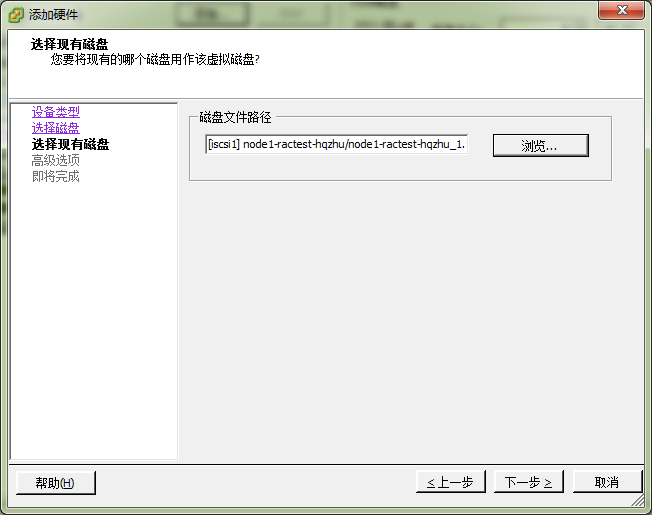 添加硬件
选择现有磁盘
您要将现有的哪个磁盘用作该虚拟磁盘?
设备类型
选择磁盘
选择现有磁盘
高级选项
即将完成
磁盘文件路径
[iscsi1] node1-ractest-hqzhu/node1-ractest-hqzhu_1.
浏览...
帮助(H)
< 上一步
下一步 >
取消